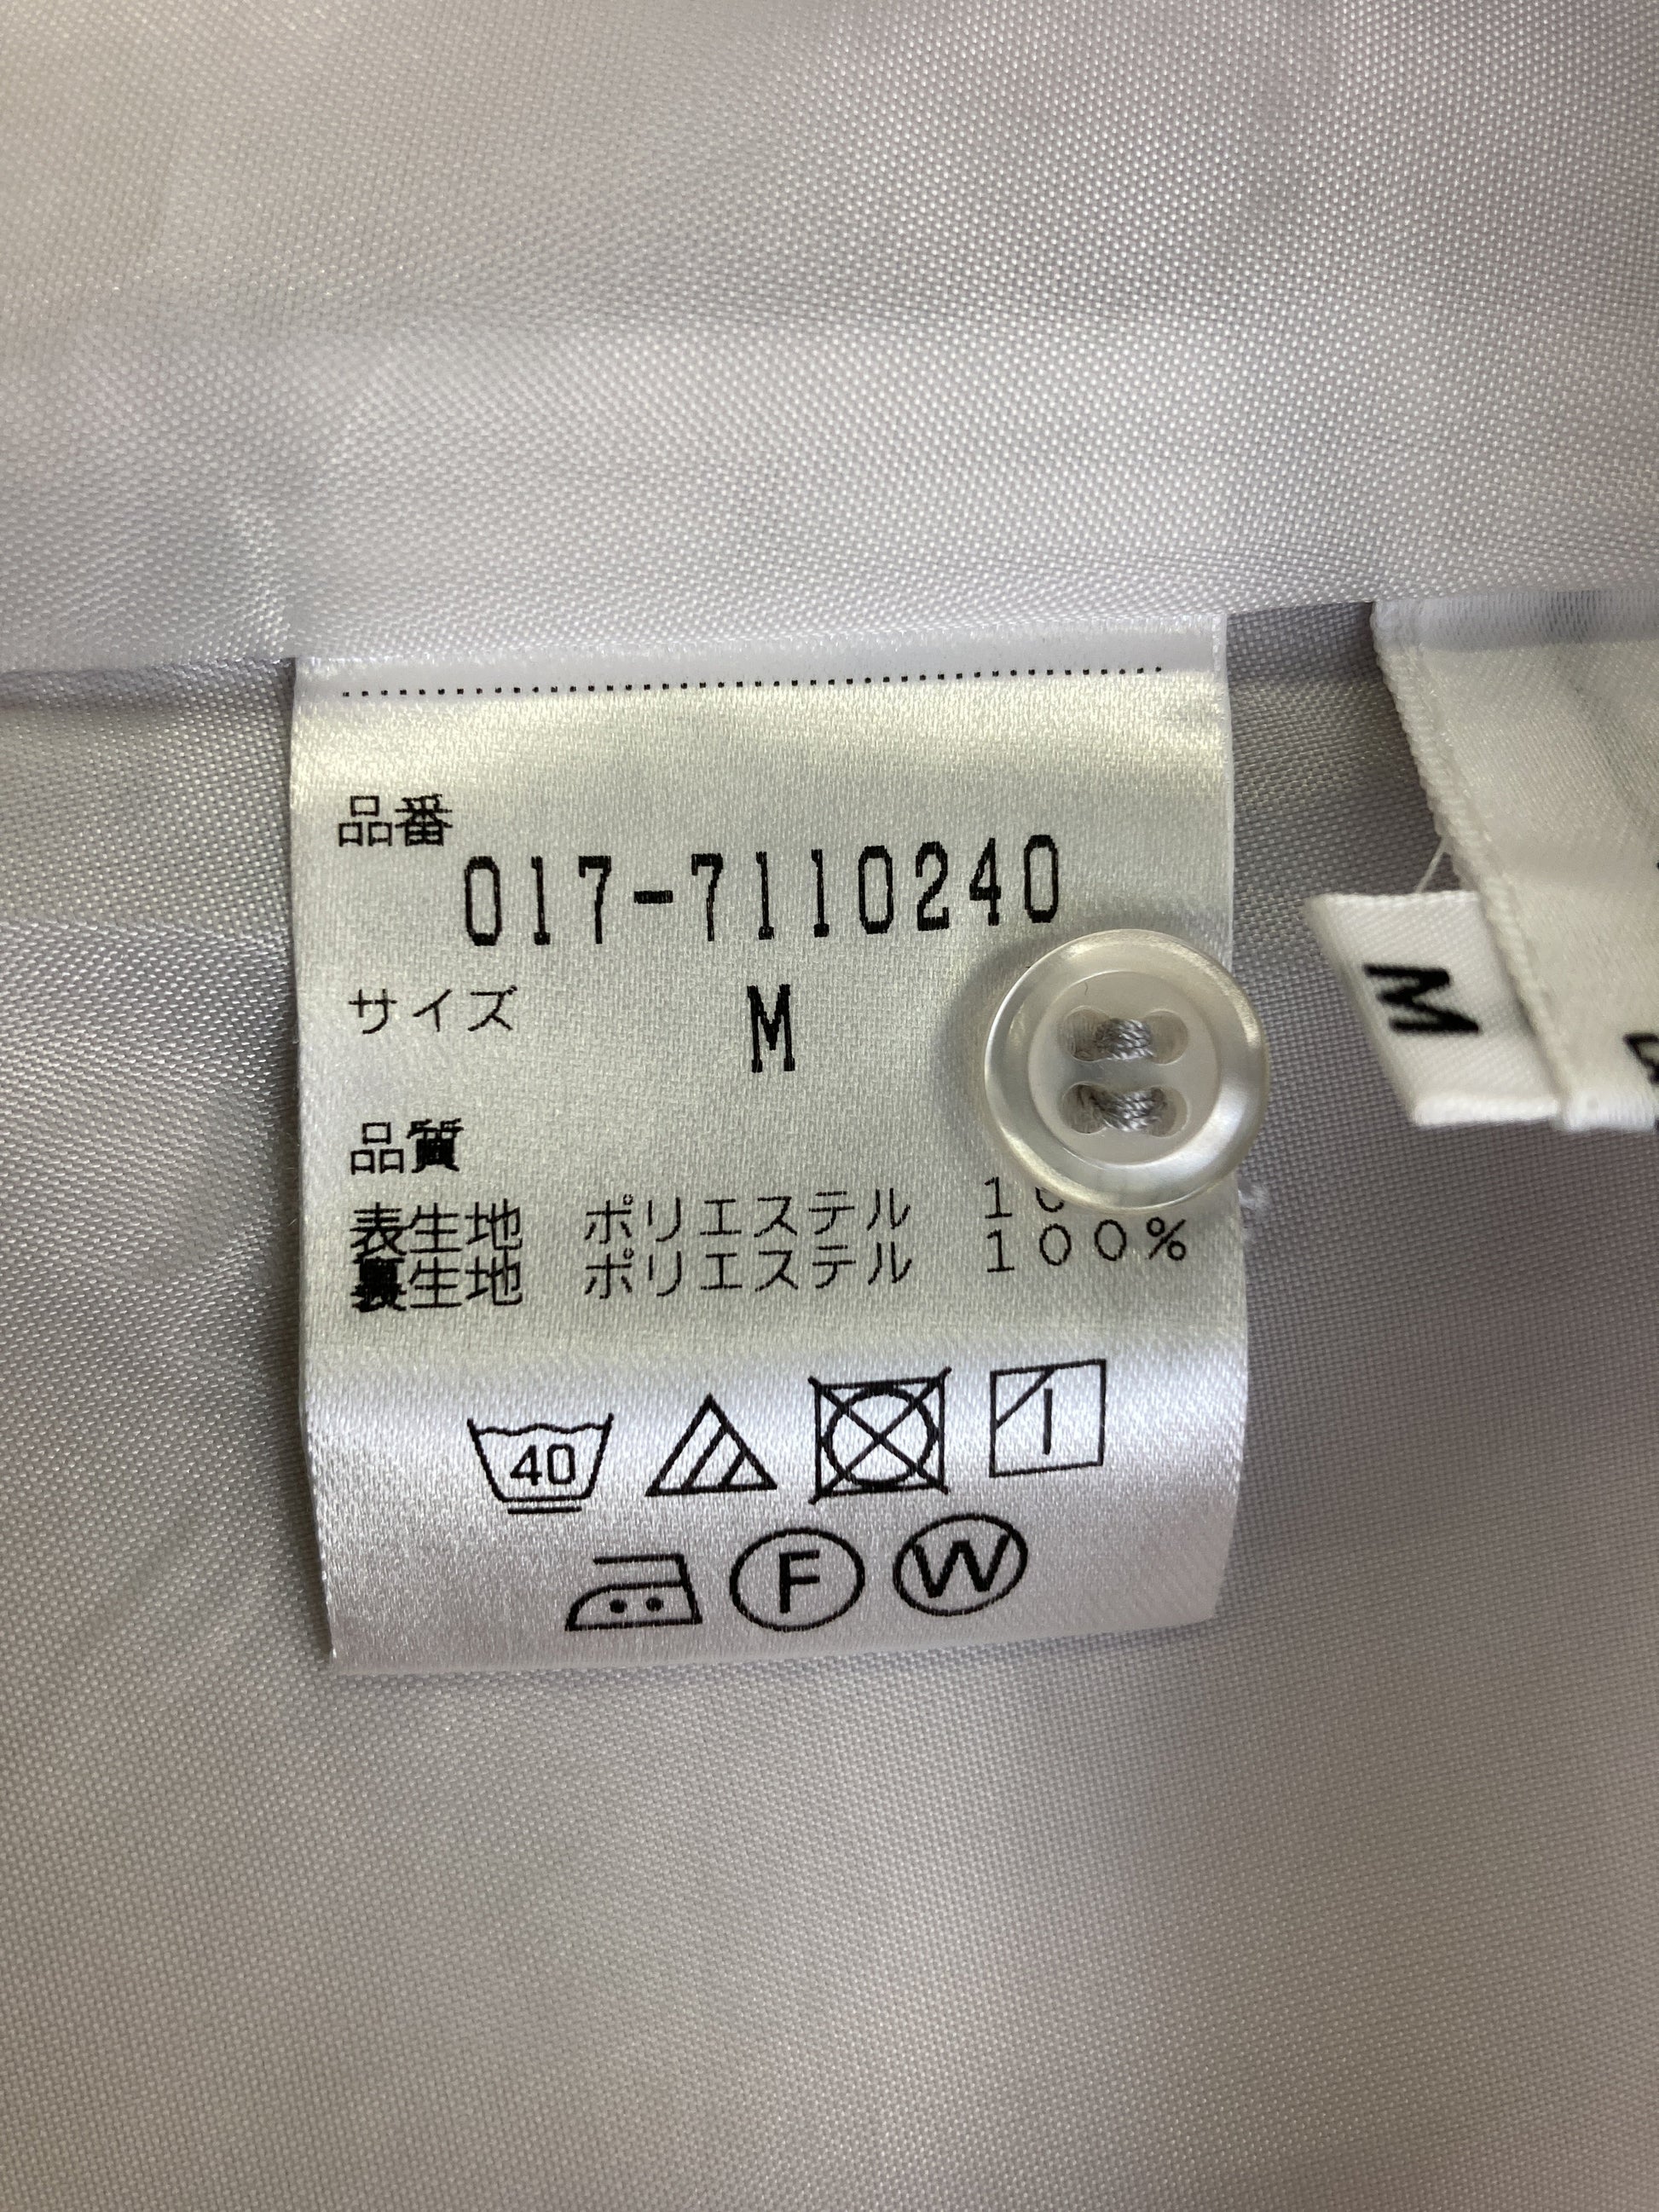 品番
017-7110240
サイズ M
品質
表生地 ポリエステル
裏生地 ポリエステル 100%
40
F W
M